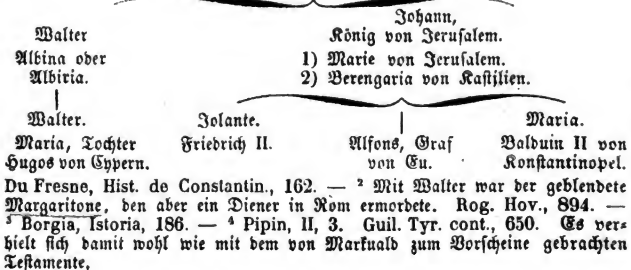 Johann,
Walter König von Jerusalem.
Albina oder 1) Marie von Jerusalem.
Albiria. 2) Berengaria von Kastilien.
Walter. Jolante. Alfons, Graf Maria.
Maria, Tochter Friedrich II. von Eu. Balduin II von
Hugos von Cypern. Konstantinopel.
Du Fresne, Hist. de Constantin., 162. — ² Mit Walter war der geblendete
Margaritone, den aber ein Diener in Rom ermordete. Rog. Hov., 894. —
³ Borgia, Istoria, 186. — ⁴ Pipin, II, 3. Guil. Tyr. cont., 650. Es ver=
hielt sich damit wohl wie mit dem von Markuald zum Vorscheine gebrachten
Testamente,